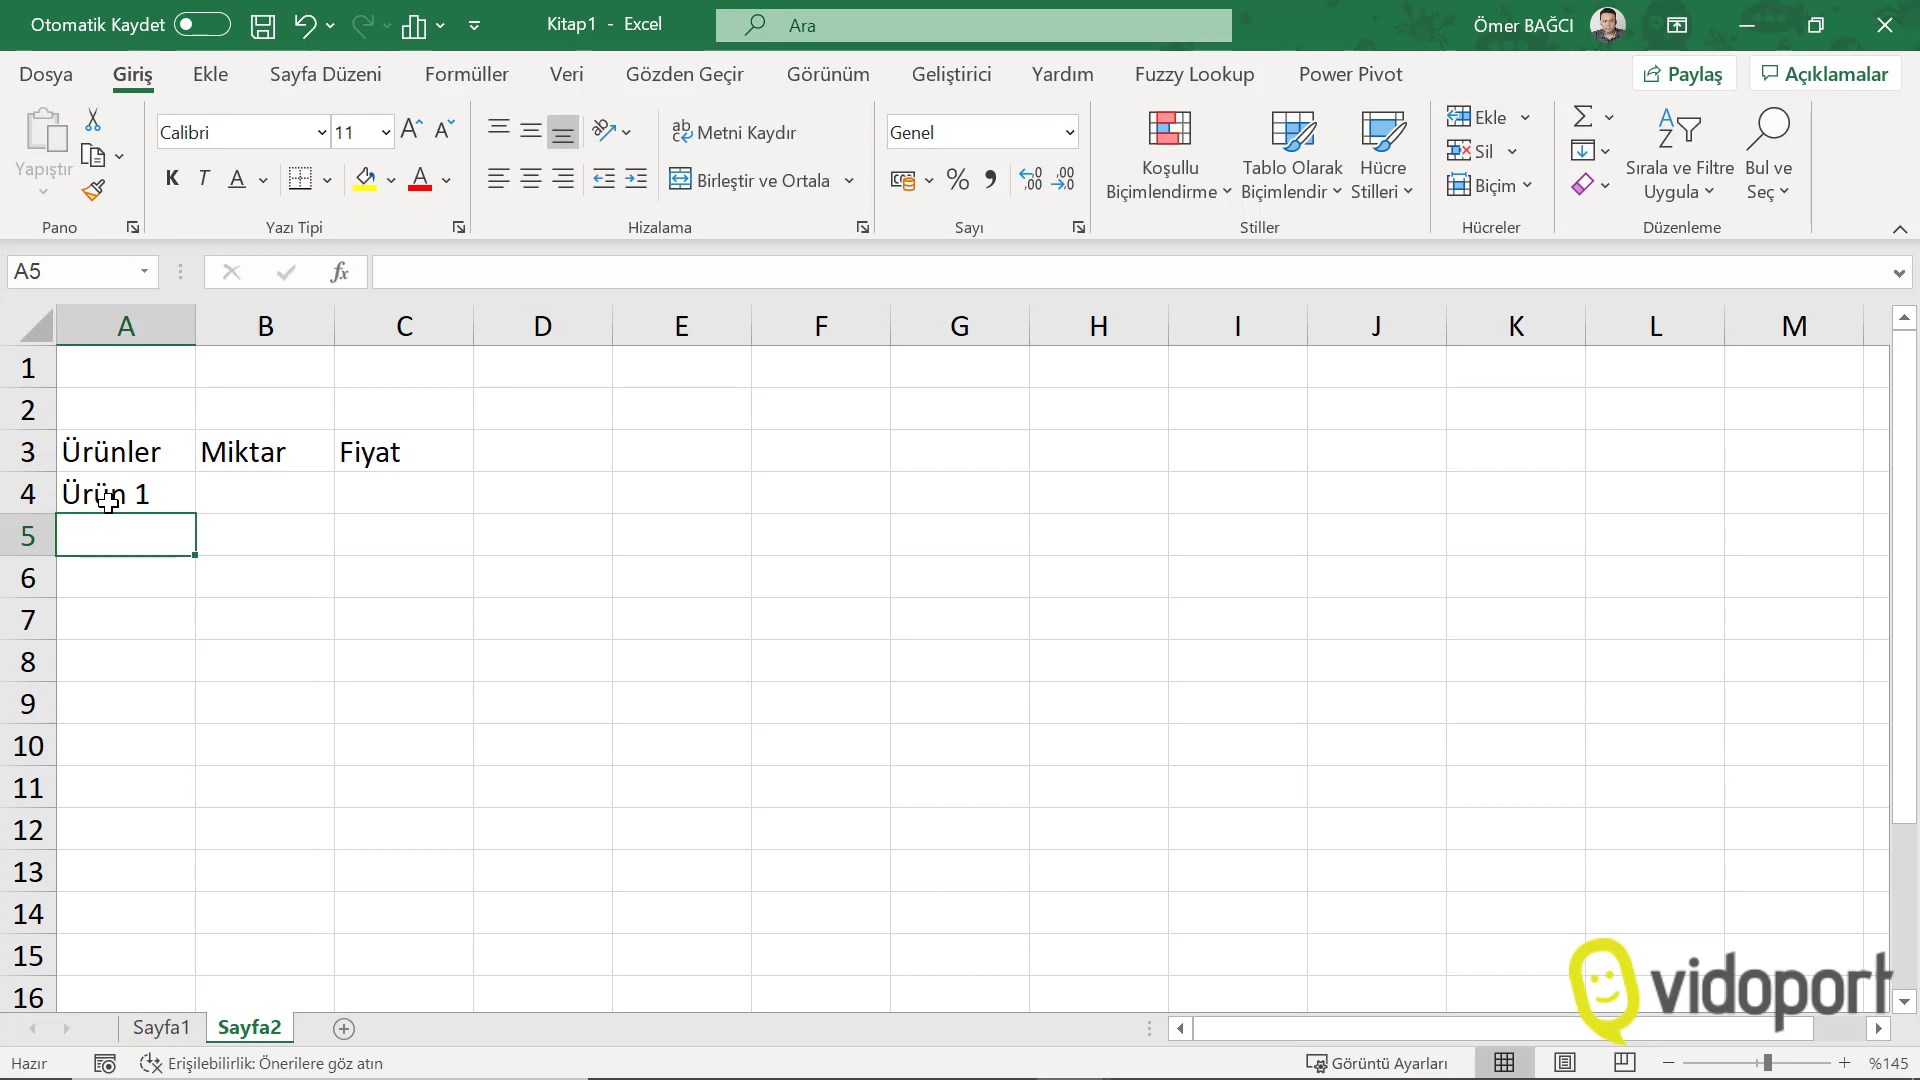 Otomatik Kaydet
Kitap1 - Excel
Ara
Ömer BAĞCI
Dosya Giriş Ekle Sayfa Düzeni Formüller Veri Gözden Geçir Görünüm Geliştirici Yardım Fuzzy Lookup Power Pivot Paylaş Açıklamalar
Yapıştır
Pano
Calibri 11
K T A A
Yazı Tipi
Metni Kaydır
Birleştir ve Ortala
Hizalama
Genel
% 
Sayı
Koşullu
Biçimlendirme
Tablo Olarak
Biçimlendir
Hücre
Stilleri
Stiller
Ekle
Sil
Biçim
Hücreler
Sırala ve Filtre
Uygula
Bul ve
Seç
Düzenleme
A5
fx
A B C D E F G H I J K L M
1
2
3 Ürünler Miktar Fiyat
4 Ürün 1
5
6
7
8
9
10
11
12
13
14
15
16
vidoport
Sayfa1 Sayfa2
Hazır
Erişilebilirlik: Önerilere göz atın
Görüntü Ayarları
%145